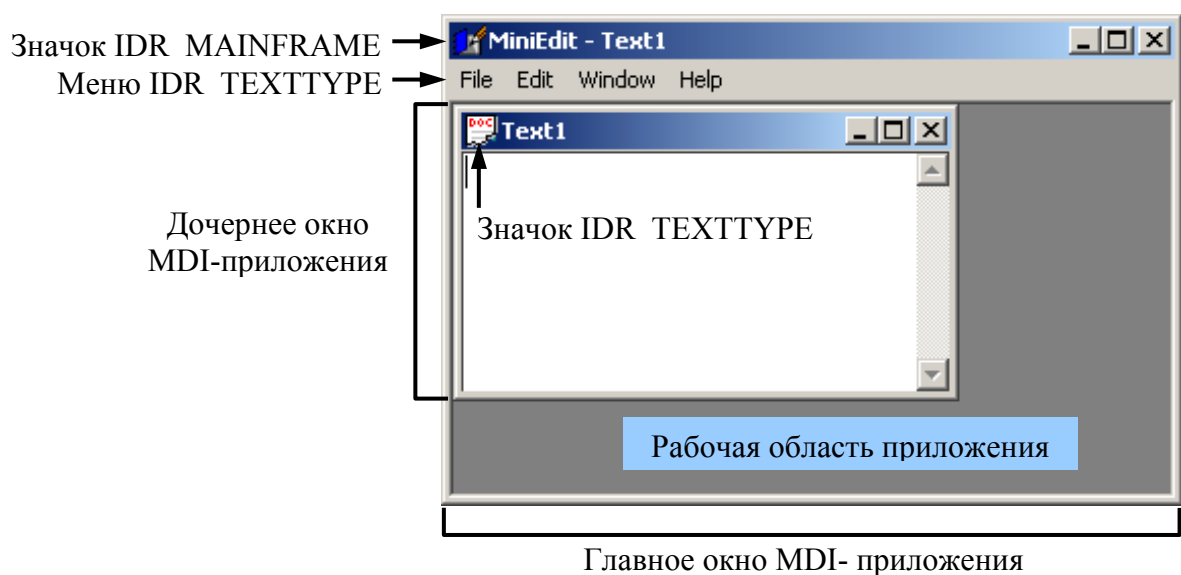 Значок IDR_MAINFRAME
MiniEdit - Text1
Меню IDR_TEXTTYPE
File Edit Window Help
DOC
Text1
Значок IDR_TEXTTYPE
Дочернее окно
MDI-приложения
Рабочая область приложения
Главное окно MDI- приложения